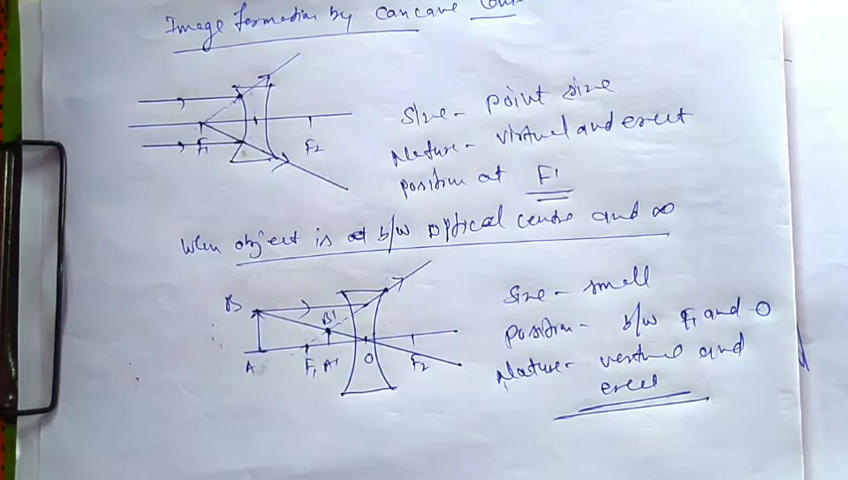 Image formation by Concave
Size - point size
Nature - virtual and erect
position at F1
F1
F2
When object is at b/w optical centre and ∞
B
B'
A
F1
A'
O
F2
Size - small
position - b/w F1 and O
Nature - virtual and
erect